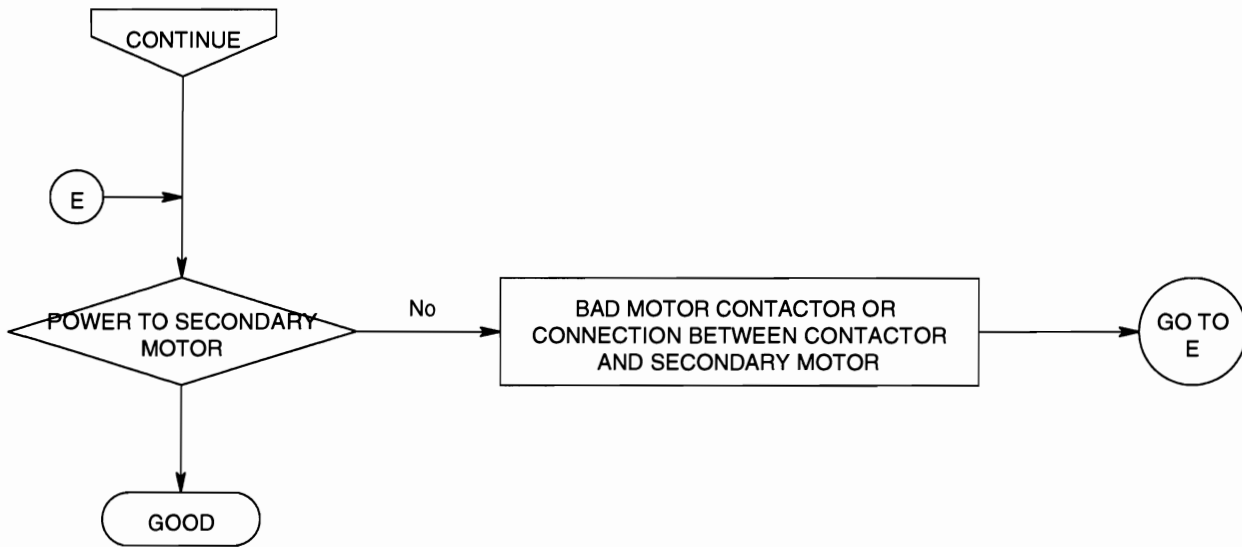 CONTINUE
E
POWER TO SECONDARY
MOTOR
No
BAD MOTOR CONTACTOR OR
CONNECTION BETWEEN CONTACTOR
AND SECONDARY MOTOR
GO TO
E
GOOD